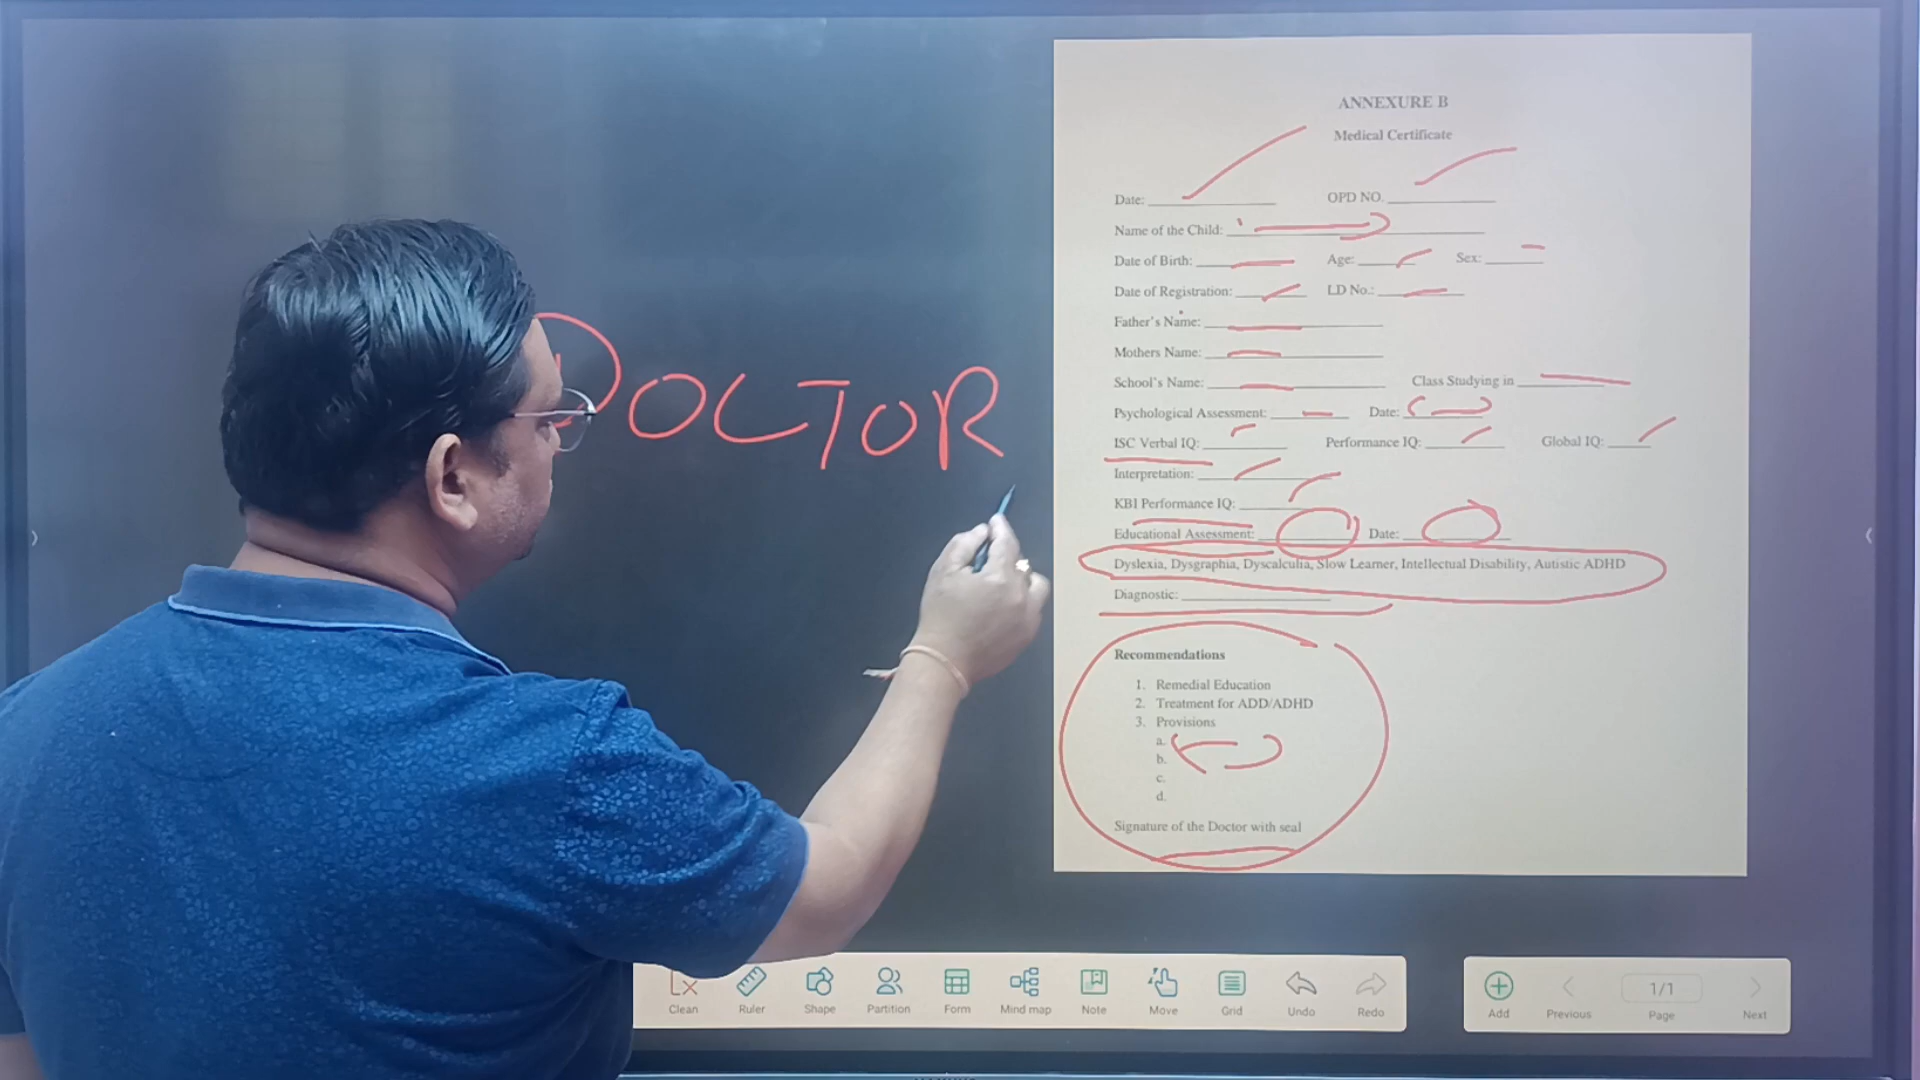 DOCTOR
ANNEXURE B
Medical Certificate
Date: OPD NO.
Name of the Child:
Date of Birth: Age: Sex:
Date of Registration: LD No.:
Father's Name:
Mothers Name:
School's Name: Class Studying in
Psychological Assessment: Date:
ISC Verbal IQ: Performance IQ: Global IQ:
Interpretation:
KBI Performance IQ:
Educational Assessment: Date:
Dyslexia, Dysgraphia, Dyscalculia, Slow Learner, Intellectual Disability, Autistic ADHD
Diagnostic:
Recommendations
1. Remedial Education
2. Treatment for ADD/ADHD
3. Provisions
a.
b.
c.
d.
Signature of the Doctor with seal
Clean Ruler Shape Partition Form Mind map Note Move Grid Undo Redo
Add Previous 1/1 Page Next